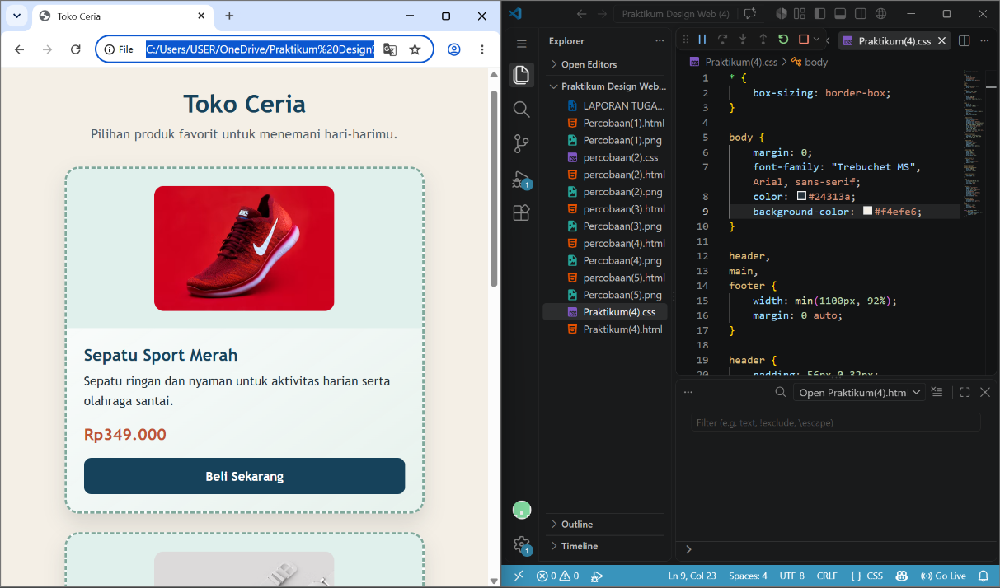 Toko Ceria
File
C:/Users/USER/OneDrive/Praktikum%20Design%
Toko Ceria
Pilihan produk favorit untuk menemani hari-harimu.
NIKE
Sepatu Sport Merah
Sepatu ringan dan nyaman untuk aktivitas harian serta
olahraga santai.
Rp349.000
Beli Sekarang
Praktikum Design Web (4)
Explorer
Open Editors
Praktikum Design Web...
LAPORAN TUGA...
Percobaan(1).html
Percobaan(1).png
percobaan(2).css
percobaan(2).html
percobaan(2).png
percobaan(3).html
Percobaan(3).png
percobaan(4).html
Percobaan(4).png
percobaan(5).html
Percobaan(5).png
Praktikum(4).css
Praktikum(4).html
Outline
Timeline
1
1
Praktikum(4).css
Praktikum(4).css > body
1 * {
2 box-sizing: border-box;
3 }
4
5 body {
6 margin: 0;
7 font-family: "Trebuchet MS",
Arial, sans-serif;
8 color: #24313a;
9 background-color: #f4efe6;
10 }
11
12 header,
13 main,
14 footer {
15 width: min(1100px, 92%);
16 margin: 0 auto;
17 }
18
19 header {
20 padding: 56px 0 32px;
Open Praktikum(4).htm
Filter (e.g. text, !exclude, \escape)
0 0
Ln 9, Col 23
Spaces: 4
UTF-8
CRLF
{ } CSS
Go Live